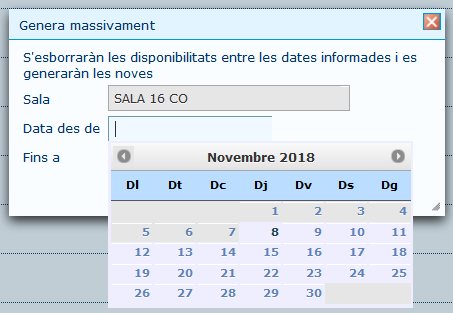 Genera massivament
S'esborraràn les disponibilitats entre les dates informades i es
generaràn les noves
Sala SALA 16 CO
Data des de
Fins a
Novembre 2018
Dl Dt Dc Dj Dv Ds Dg
1 2 3 4
5 6 7 8 9 10 11
12 13 14 15 16 17 18
19 20 21 22 23 24 25
26 27 28 29 30